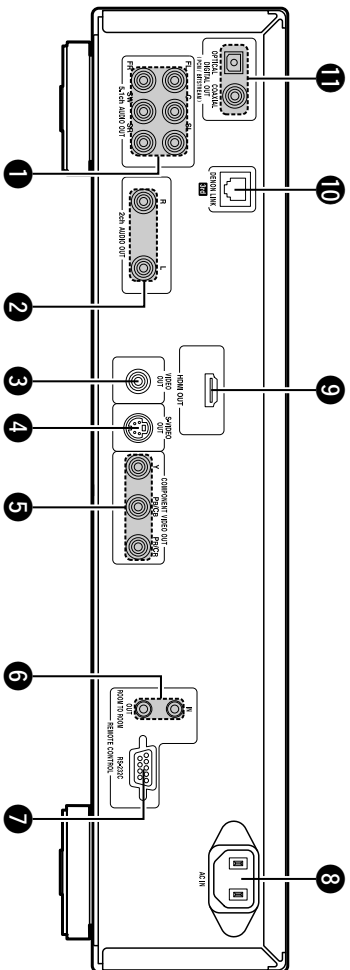 11
10
9
8
OPTICAL COAXIAL
DIGITAL OUT
(PCM / BITSTREAM)
DENON LINK
3rd
HDMI OUT
AC IN
FL C SL
FR SW SR
5.1ch AUDIO OUT
R L
2ch AUDIO OUT
VIDEO
OUT
S-VIDEO
OUT
COMPONENT VIDEO OUT
Y PB/CB PB/CB
IN
OUT
ROOM TO ROOM
RS-232C
REMOTE CONTROL
1
2
3
4
5
6
7